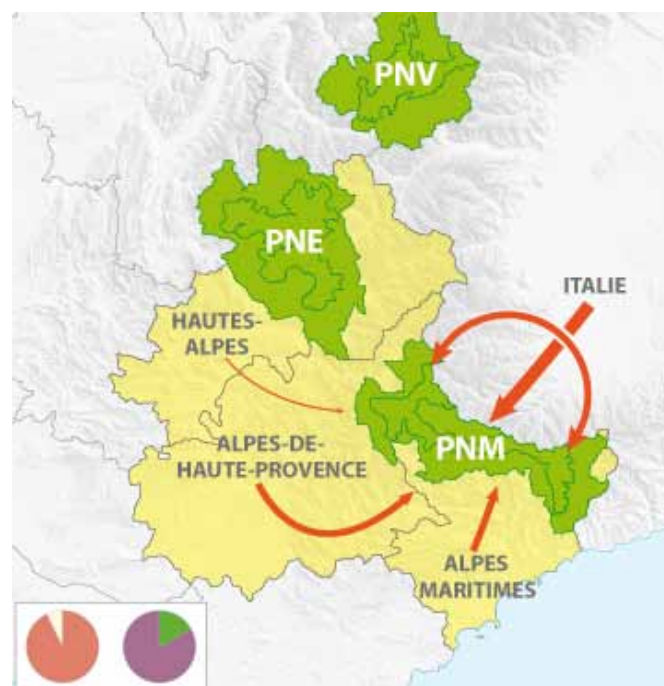 PNV
PNE
ITALIE
HAUTES-
ALPES
ALPES-DE-
HAUTE-PROVENCE
PNM
ALPES
MARITIMES